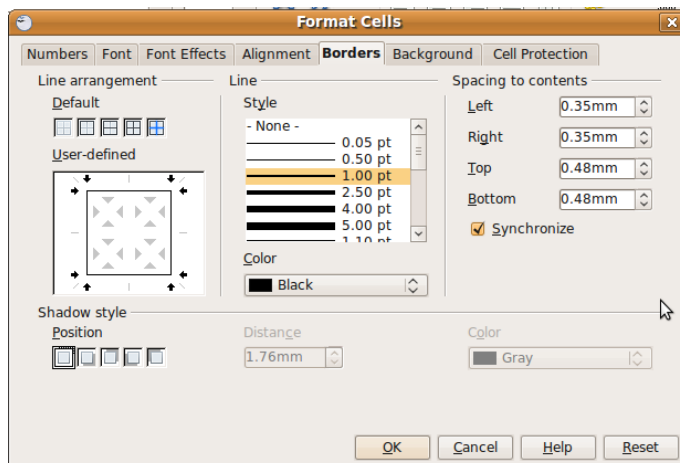 Format Cells
Numbers Font Font Effects Alignment Borders Background Cell Protection
Line arrangement
Default
User-defined
Line
Style
- None -
0.05 pt
0.50 pt
1.00 pt
2.50 pt
4.00 pt
5.00 pt
1.10 pt
Color
Black
Spacing to contents
Left 0.35mm
Right 0.35mm
Top 0.48mm
Bottom 0.48mm
Synchronize
Shadow style
Position
Distance
1.76mm
Color
Gray
OK Cancel Help Reset